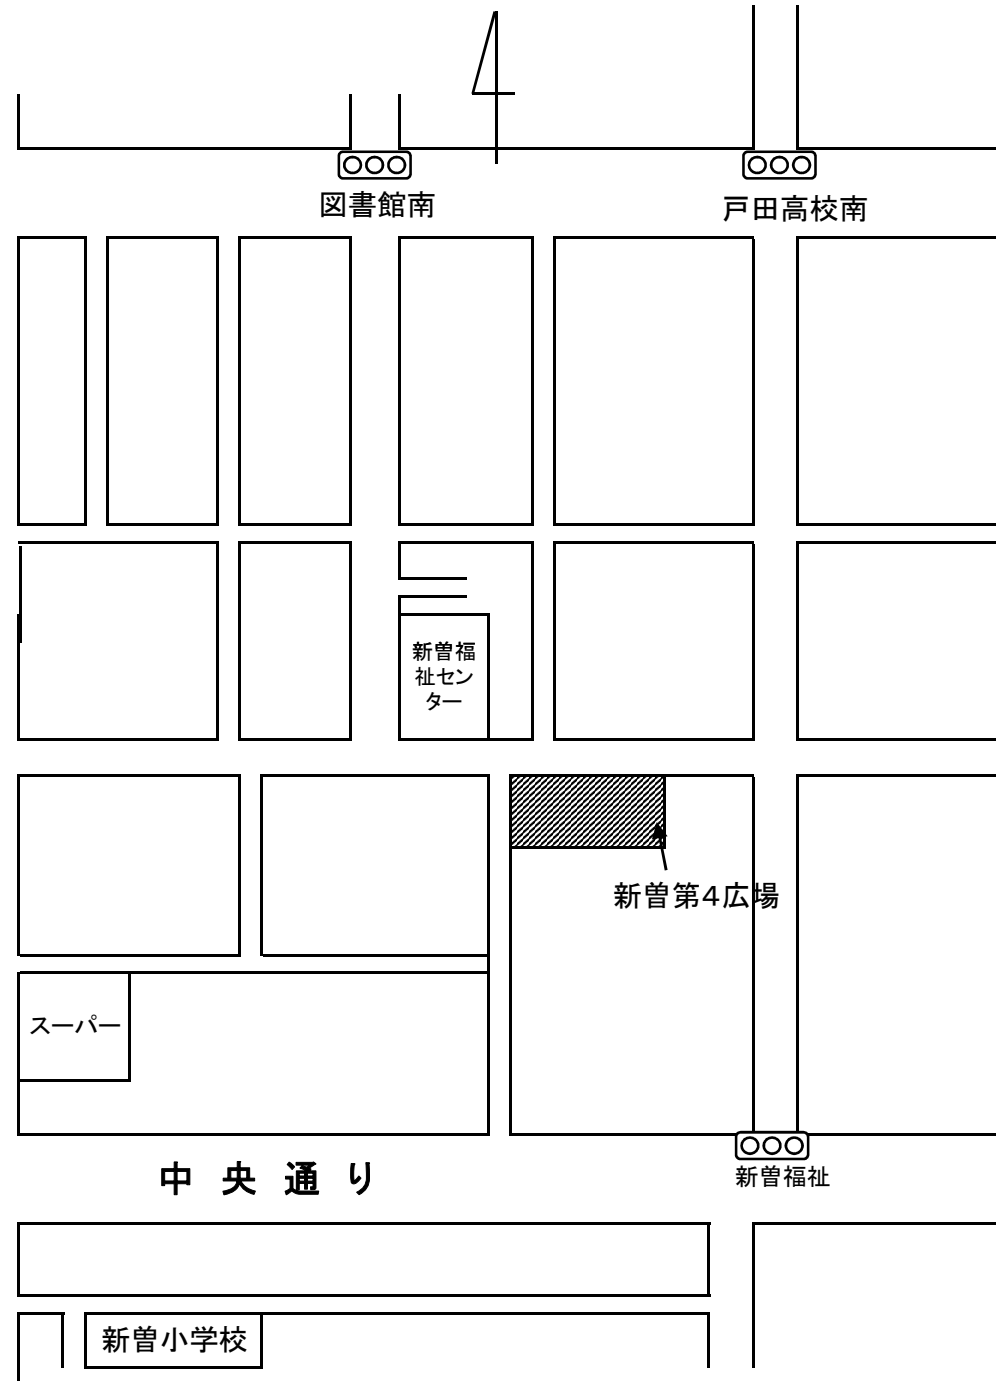 図書館南
戸田高校南
新曽福
祉セン
ター
新曽第4広場
スーパー
中央通り
新曽福祉
新曽小学校